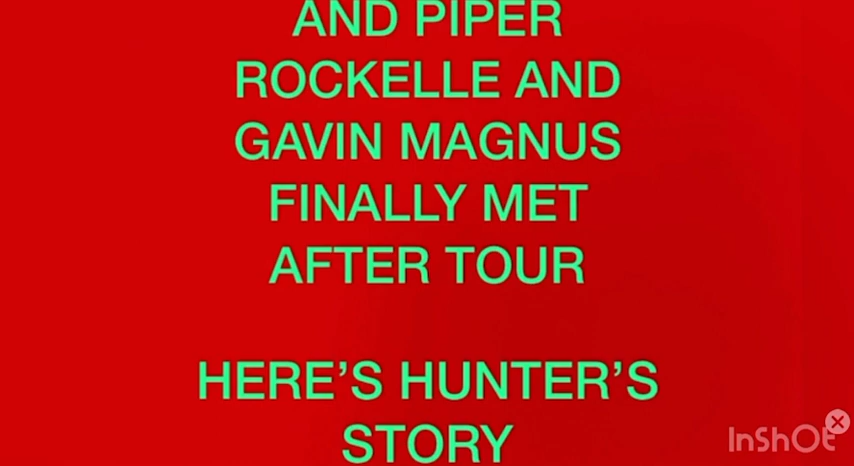 AND PIPER
ROCKELLE AND
GAVIN MAGNUS
FINALLY MET
AFTER TOUR
HERE’S HUNTER’S
STORY
InShOt